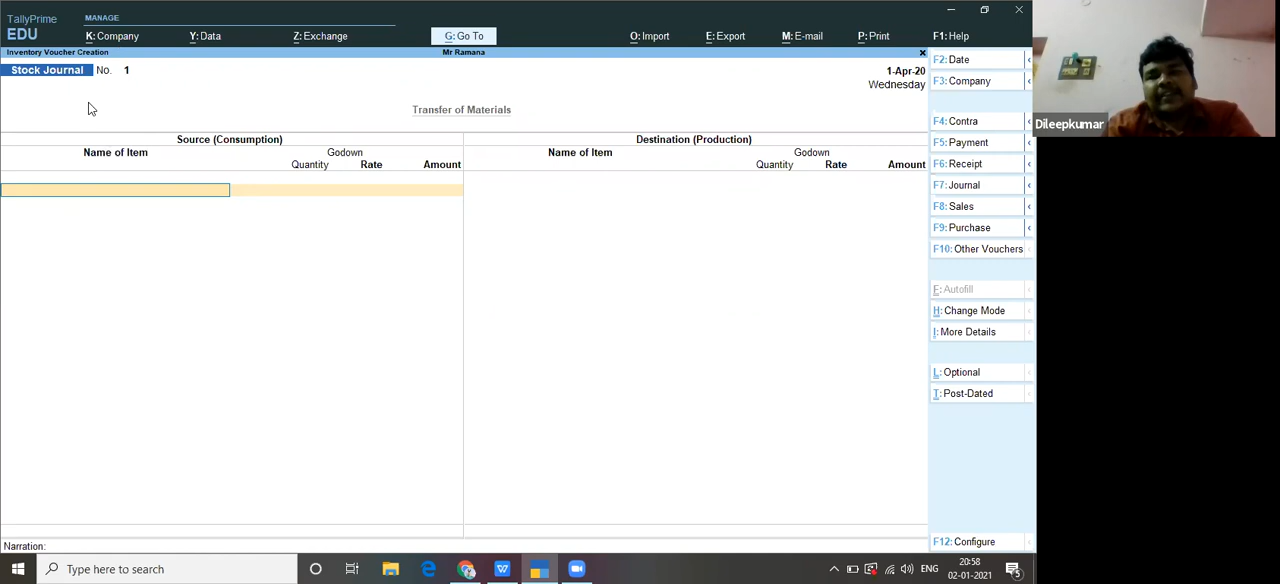 TallyPrime
EDU
MANAGE
K: Company
Y: Data
Z: Exchange
G: Go To
O: Import
E: Export
M: E-mail
P: Print
F1: Help
Inventory Voucher Creation
Mr Ramana
Stock Journal No. 1
1-Apr-20
Wednesday
Transfer of Materials
Source (Consumption)
Destination (Production)
Name of Item
Godown
Quantity Rate Amount
Name of Item
Godown
Quantity Rate Amount
Narration:
F2: Date
F3: Company
F4: Contra
F5: Payment
F6: Receipt
F7: Journal
F8: Sales
F9: Purchase
F10: Other Vouchers
F: Autofill
H: Change Mode
I: More Details
L: Optional
T: Post-Dated
F12: Configure
Dileepkumar
Type here to search
W
ENG
20:58
02-01-2021
5